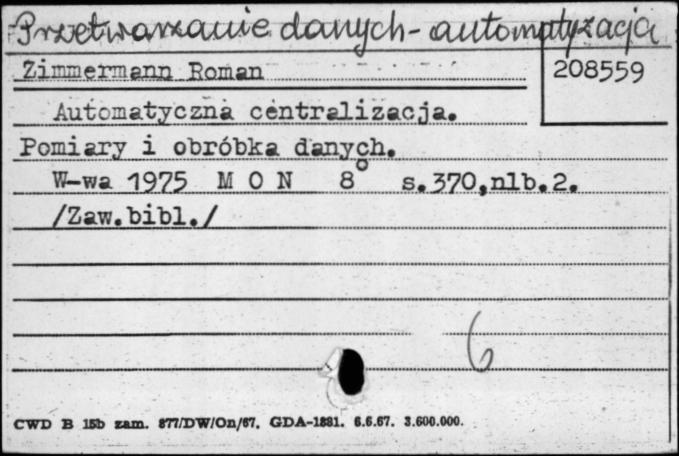 Przetwarzanie danych - automatyzacja
Zimmermann Roman
208559
Automatyczna centralizacja.
Pomiary i obróbka danych.
W-wa 1975 M O N 8° s.370,nlb.2.
/Zaw.bibl./
6
CWD B 15b zam. 877/DW/On/67. GDA-1881. 6.6.67. 3.600.000.